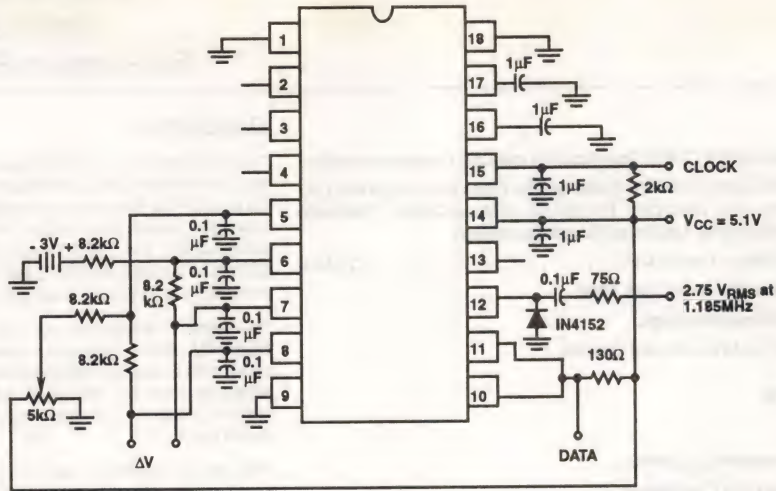 1
18
1µF
2
17
1µF
3
16
4
15
CLOCK
1µF
2kΩ
5
0.1 µF
14
VCC = 5.1V
1µF
- 3V + 8.2kΩ
6
0.1 µF
13
8.2 kΩ
0.1µF
75Ω
7
12
2.75 VRMS at
1.185MHz
8.2kΩ
0.1 µF
IN4152
8
11
130Ω
8.2kΩ
0.1 µF
9
10
5kΩ
ΔV
DATA